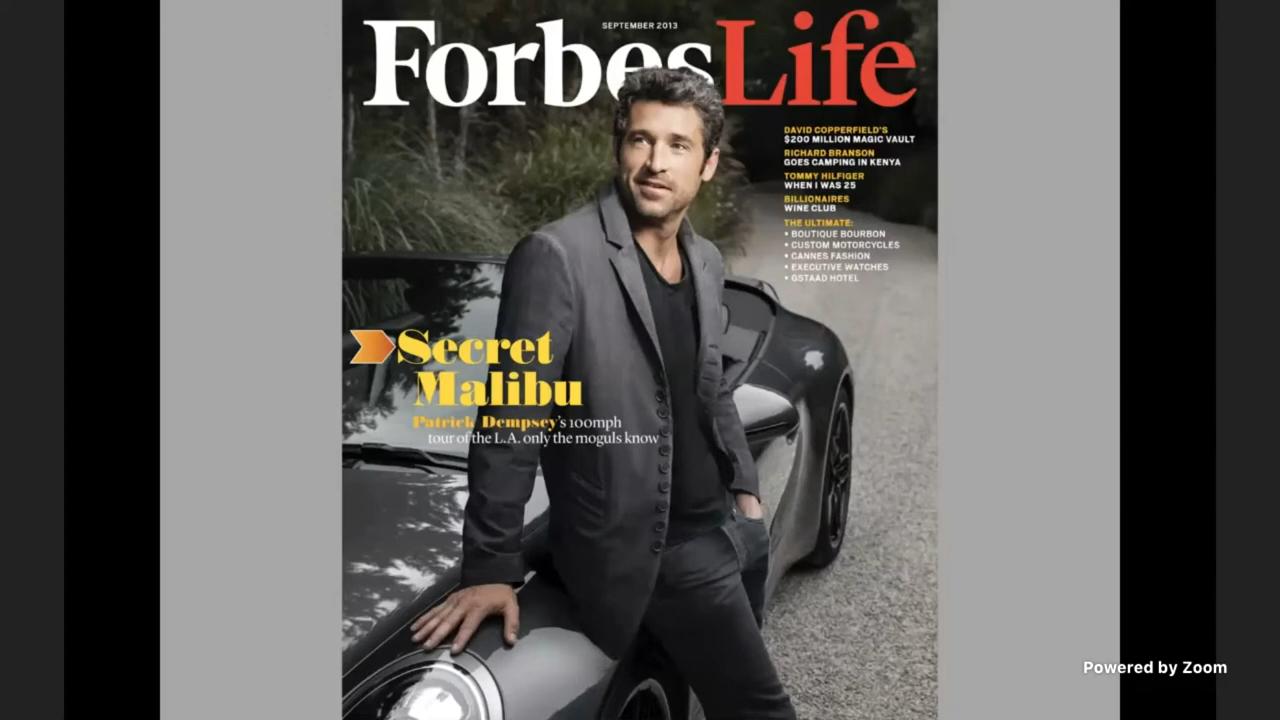 SEPTEMBER 2013
ForbesLife
DAVID COPPERFIELD'S
$200 MILLION MAGIC VAULT
RICHARD BRANSON
GOES CAMPING IN KENYA
TOMMY HILFIGER
WHEN I WAS 25
BILLIONAIRES
WINE CLUB
THE ULTIMATE:
• BOUTIQUE BOURBON
• CUSTOM MOTORCYCLES
• CANNES FASHION
• EXECUTIVE WATCHES
• GSTAAD HOTEL
Secret
Malibu
Patrick Dempsey's 100mph
tour of the L.A. only the moguls know
Powered by Zoom